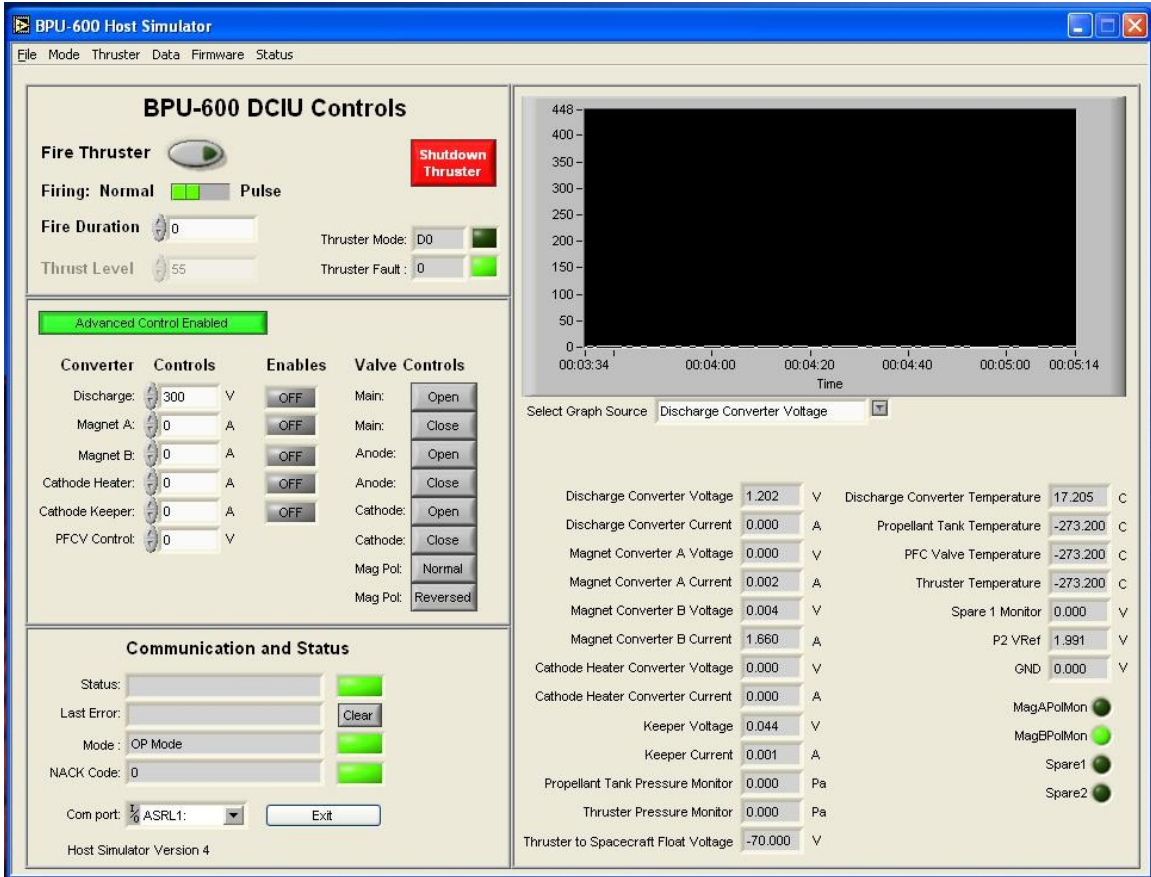 BPU-600 Host Simulator
File Mode Thruster Data Firmware Status
BPU-600 DCIU Controls
Fire Thruster
Shutdown
Thruster
Firing: Normal Pulse
Fire Duration 0
Thruster Mode: D0
Thrust Level 55
Thruster Fault : 0
Advanced Control Enabled
Converter Controls Enables Valve Controls
Discharge: 300 V OFF Main: Open
Magnet A: 0 A OFF Main: Close
Magnet B: 0 A OFF Anode: Open
Cathode Heater: 0 A OFF Anode: Close
Cathode Keeper: 0 A OFF Cathode: Open
PFCV Control: 0 V Cathode: Close
Mag Pol: Normal
Mag Pol: Reversed
Communication and Status
Status:
Last Error: Clear
Mode : OP Mode
NACK Code: 0
Com port: I/O ASRL1: Exit
Host Simulator Version 4
448
400
350
300
250
200
150
100
50
0
00:03:34 00:04:00 00:04:20 00:04:40 00:05:00 00:05:14
Time
Select Graph Source Discharge Converter Voltage
Discharge Converter Voltage 1.202 V
Discharge Converter Current 0.000 A
Magnet Converter A Voltage 0.000 V
Magnet Converter A Current 0.002 A
Magnet Converter B Voltage 0.004 V
Magnet Converter B Current 1.660 A
Cathode Heater Converter Voltage 0.000 V
Cathode Heater Converter Current 0.000 A
Keeper Voltage 0.044 V
Keeper Current 0.001 A
Propellant Tank Pressure Monitor 0.000 Pa
Thruster Pressure Monitor 0.000 Pa
Thruster to Spacecraft Float Voltage -70.000 V
Discharge Converter Temperature 17.205 C
Propellant Tank Temperature -273.200 C
PFC Valve Temperature -273.200 C
Thruster Temperature -273.200 C
Spare 1 Monitor 0.000 V
P2 VRef 1.991 V
GND 0.000 V
MagAPolMon
MagBPolMon
Spare1
Spare2